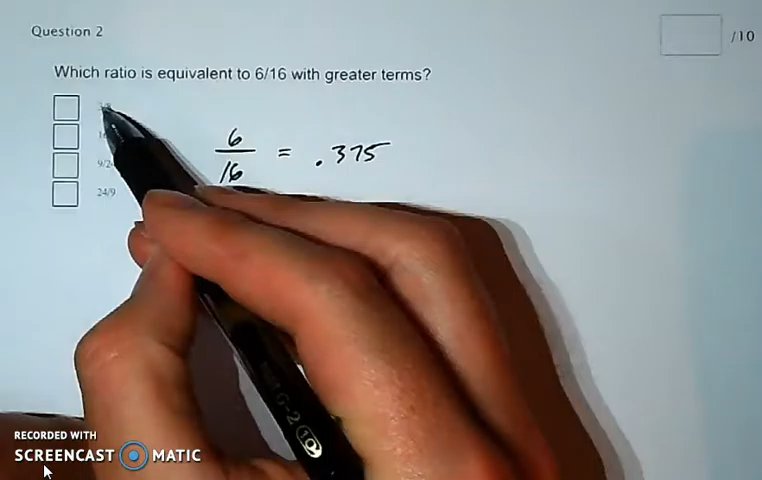 Question 2
/10
Which ratio is equivalent to 6/16 with greater terms?
6
16
= .375
24/9
RECORDED WITH
SCREENCAST MATIC